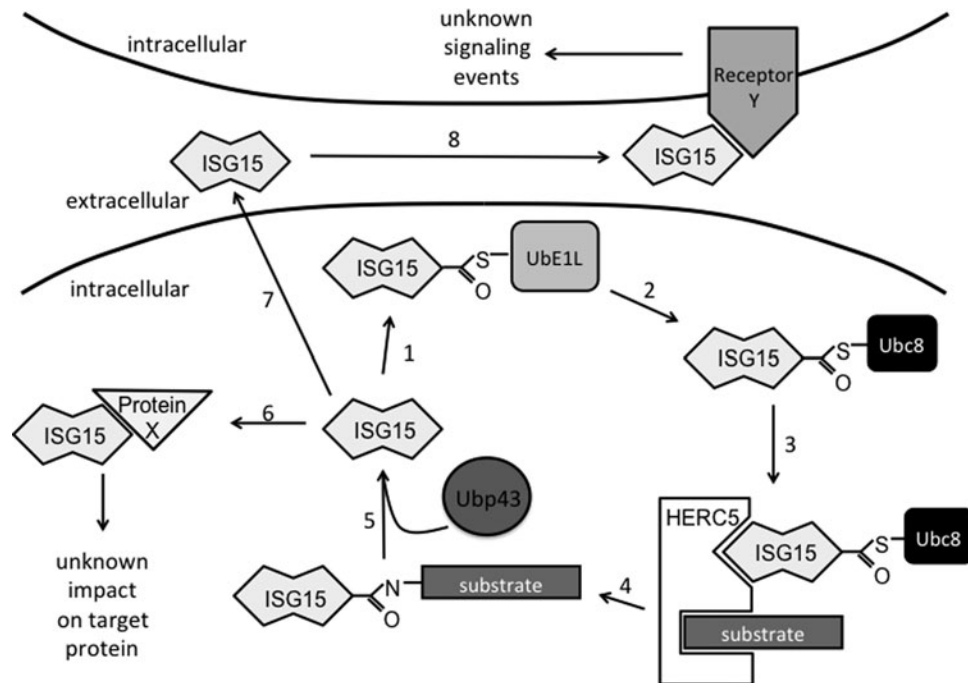 unknown
signaling
events
intracellular
Receptor
Y
ISG15
8
ISG15
extracellular
intracellular
7
ISG15
S
O
UbE1L
2
1
ISG15
S
O
Ubc8
Protein
X
ISG15
6
ISG15
3
5
Ubp43
HERC5
ISG15
S
O
Ubc8
unknown
impact
on target
protein
ISG15
N
O
substrate
4
substrate